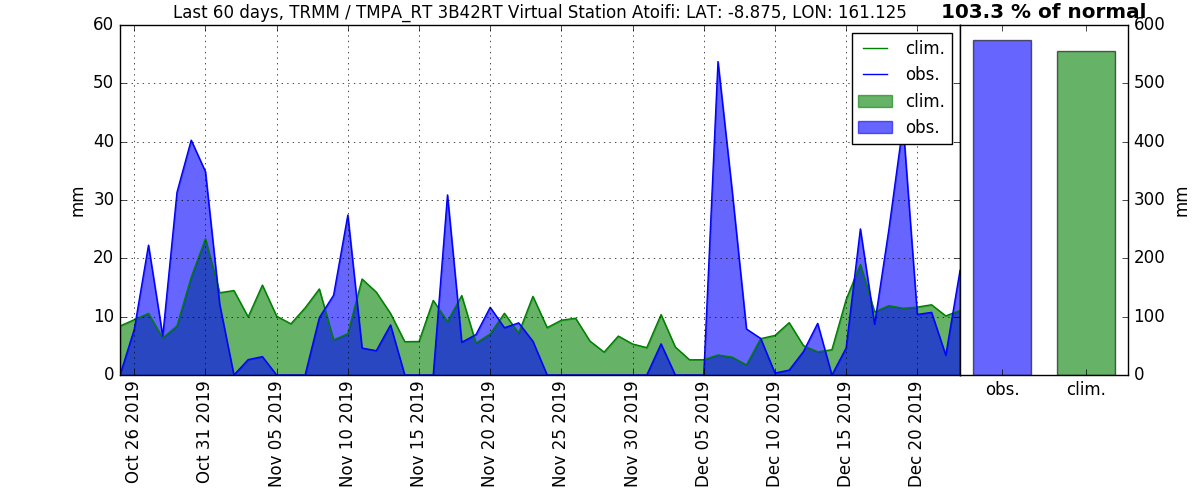 Last 60 days, TRMM / TMPA_RT 3B42RT Virtual Station Atoifi: LAT: -8.875, LON: 161.125
103.3 % of normal
60
50
40
30
20
10
0
mm
clim.
obs.
clim.
obs.
Oct 26 2019
Oct 31 2019
Nov 05 2019
Nov 10 2019
Nov 15 2019
Nov 20 2019
Nov 25 2019
Nov 30 2019
Dec 05 2019
Dec 10 2019
Dec 15 2019
Dec 20 2019
600
500
400
300
200
100
0
mm
obs.
clim.